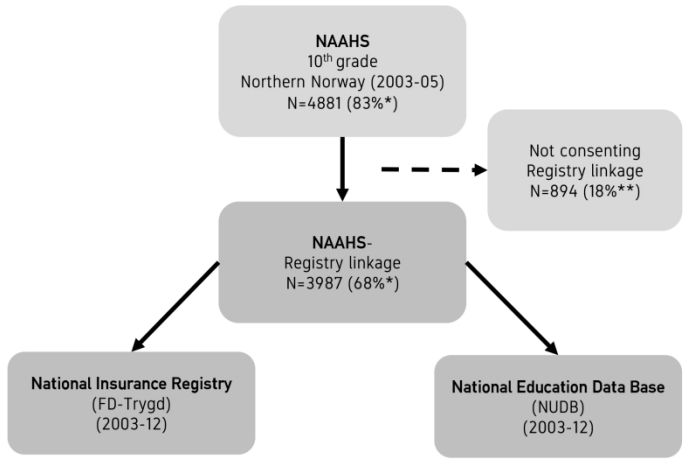 NAAHS
10th grade
Northern Norway (2003-05)
N=4881 (83%*)
Not consenting
Registry linkage
N=894 (18%**)
NAAHS-
Registry linkage
N=3987 (68%*)
National Insurance Registry
(FD-Trygd)
(2003-12)
National Education Data Base
(NUDB)
(2003-12)